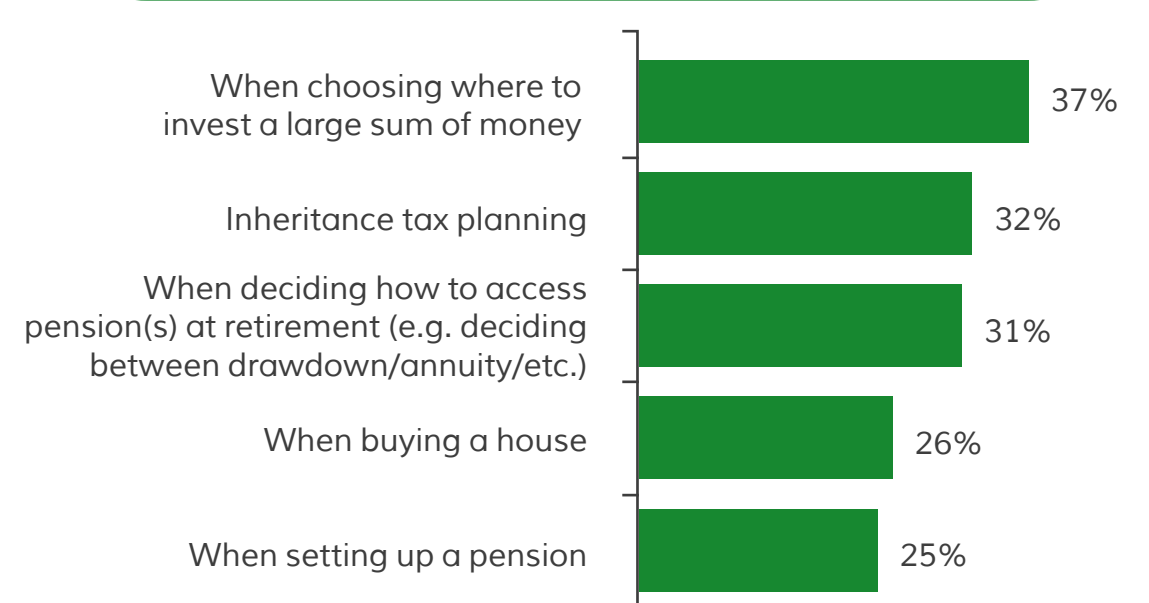 When choosing where to
invest a large sum of money
37%
Inheritance tax planning
32%
When deciding how to access
pension(s) at retirement (e.g. deciding
between drawdown/annuity/etc.)
31%
When buying a house
26%
When setting up a pension
25%